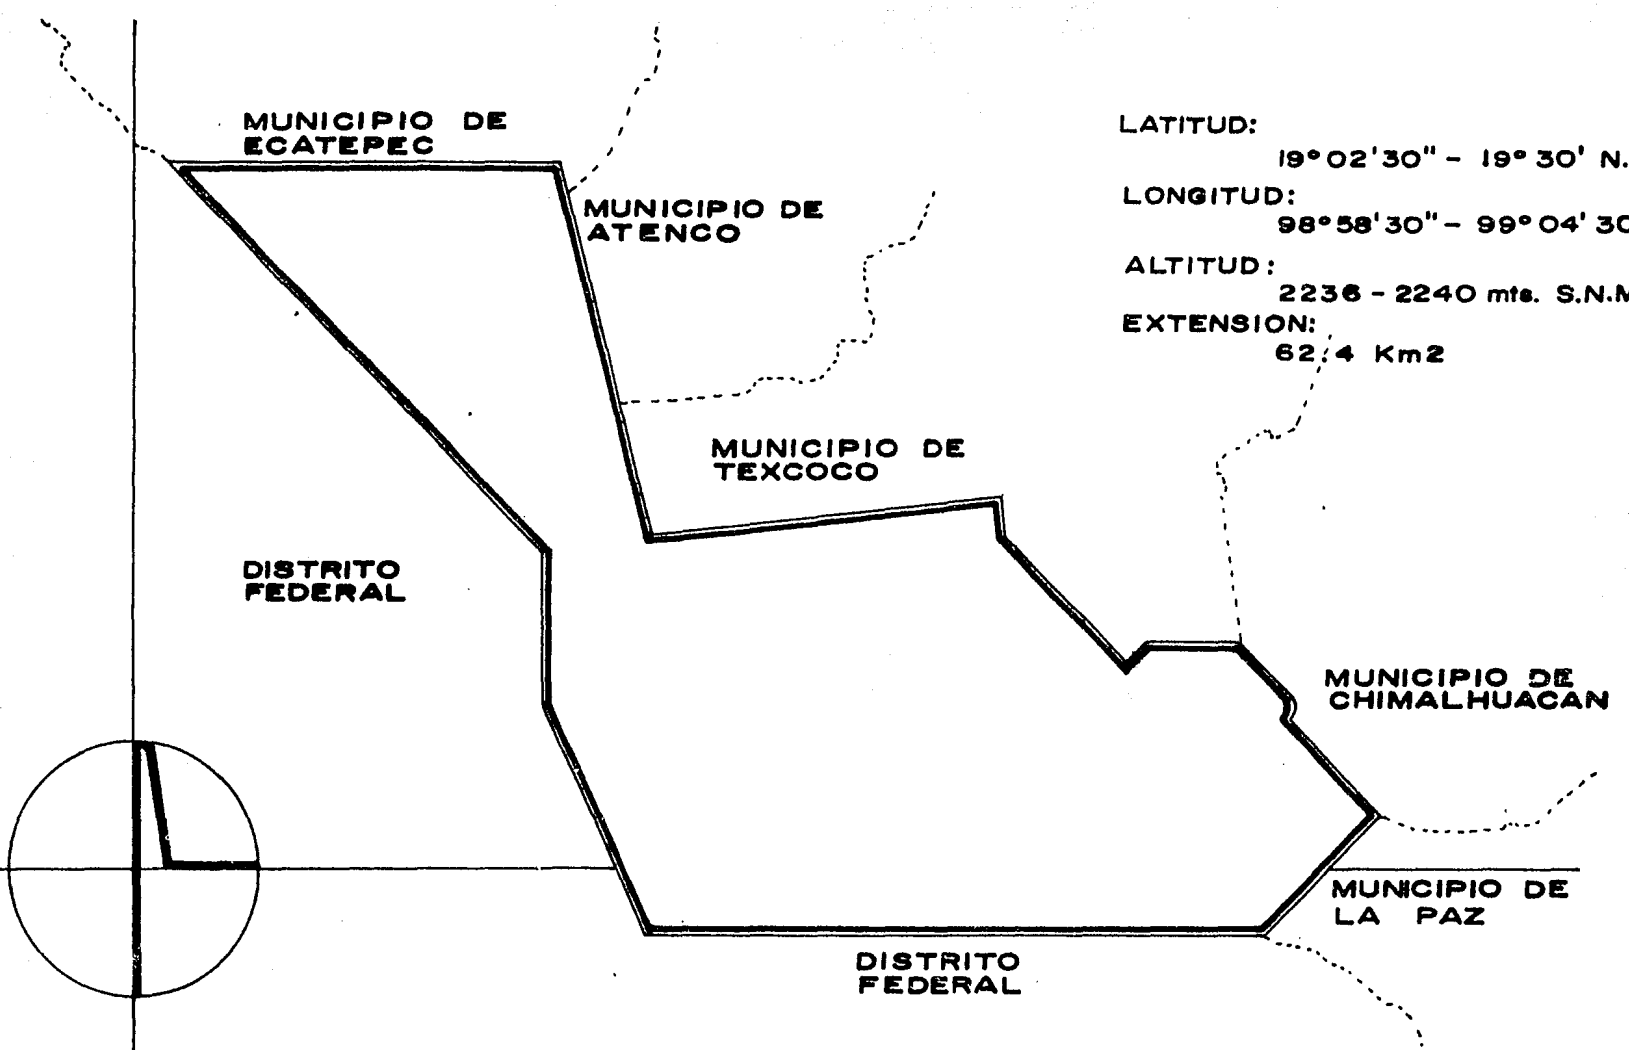 MUNICIPIO DE
ECATEPEC
MUNICIPIO DE
ATENCO
LATITUD:
19°02'30" - 19°30' N.
LONGITUD:
98°58'30" - 99°04'30
ALTITUD:
2236 - 2240 mts. S.N.M
EXTENSION:
62.4 Km2
MUNICIPIO DE
TEXCOCO
DISTRITO
FEDERAL
MUNICIPIO DE
CHIMALHUACAN
MUNICIPIO DE
LA PAZ
DISTRITO
FEDERAL